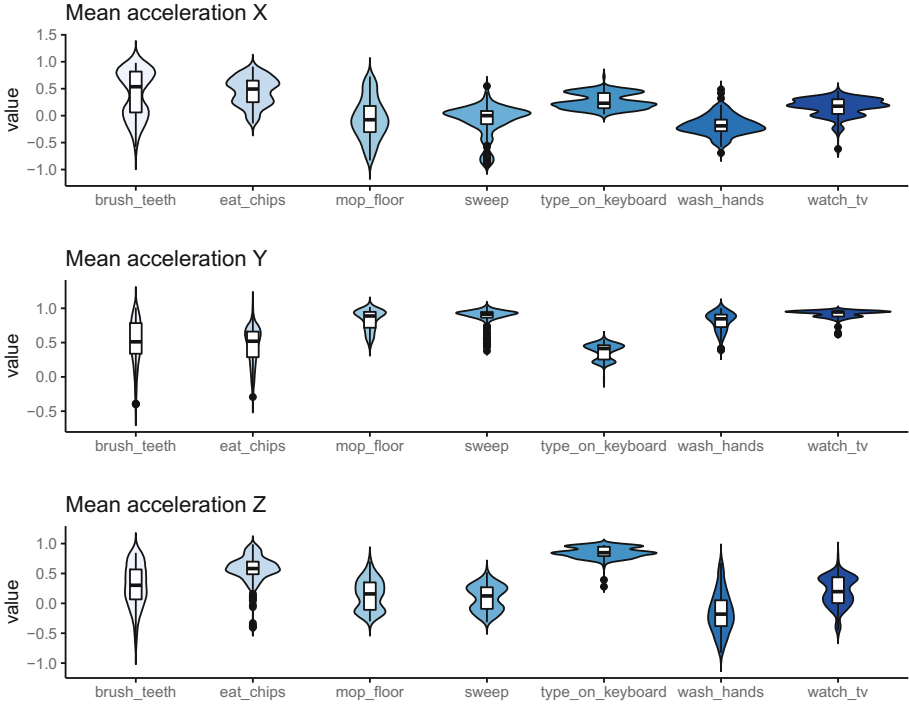 Mean acceleration X
1.5
1.0
0.5
0.0
−0.5
−1.0
value
brush_teeth eat_chips mop_floor sweep type_on_keyboard wash_hands watch_tv
Mean acceleration Y
1.0
0.5
0.0
−0.5
value
brush_teeth eat_chips mop_floor sweep type_on_keyboard wash_hands watch_tv
Mean acceleration Z
1.0
0.5
0.0
−0.5
−1.0
value
brush_teeth eat_chips mop_floor sweep type_on_keyboard wash_hands watch_tv